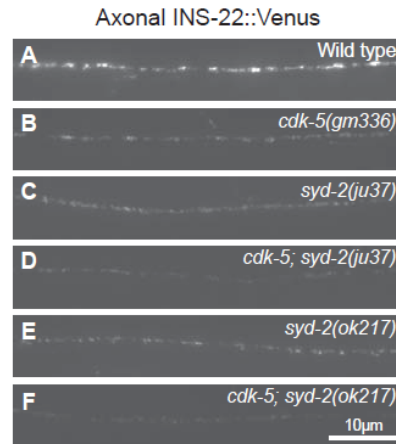 Axonal INS-22::Venus
A Wild type
B cdk-5(gm336)
C syd-2(ju37)
D cdk-5; syd-2(ju37)
E syd-2(ok217)
F cdk-5; syd-2(ok217)
10µm